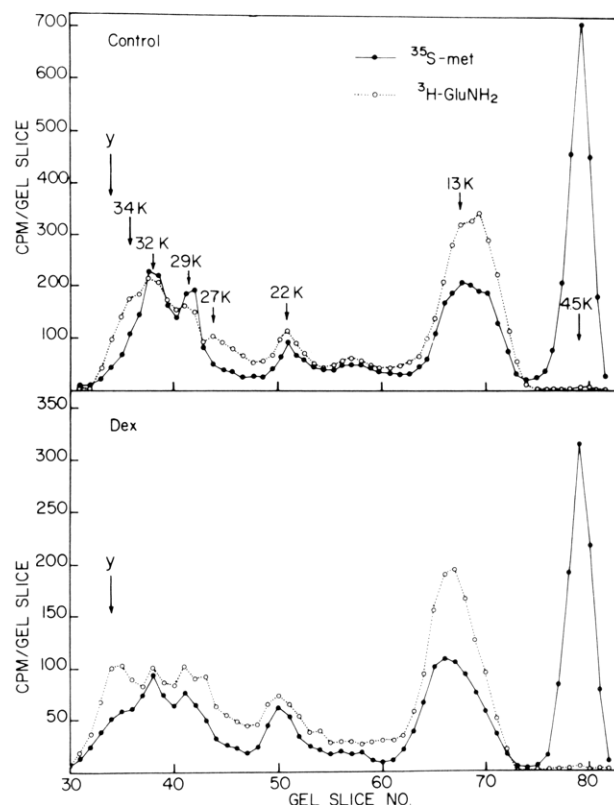 700
Control
³⁵S-met
³H-GluNH₂
600
500
CPM/GEL SLICE
y
400
34K
13K
300
32K
29K
200
27K
22K
4.5K
100
350
Dex
300
250
CPM/GEL SLICE
y
200
150
100
50
30 40 50 60 70 80
GEL SLICE NO.